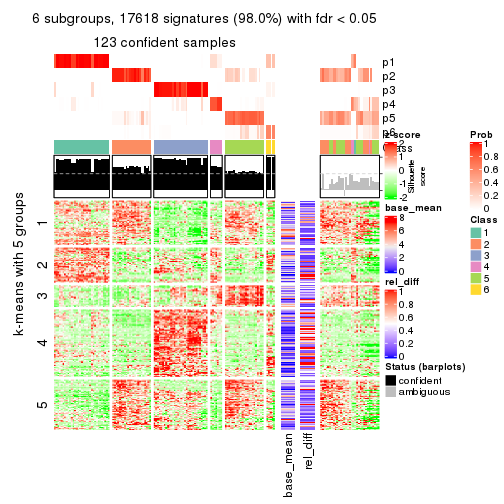 6 subgroups, 17618 signatures (98.0%) with fdr < 0.05
123 confident samples
p1
p2
p3
p4
p5
p6
Class
Silhouette
score
k-means with 5 groups
1
2
3
4
5
base_mean
rel_diff
z-score
2
1
0
-1
-2
base_mean
8
6
4
2
0
rel_diff
1
0.8
0.6
0.4
0.2
0
Status (barplots)
confident
ambiguous
Prob
1
0.8
0.6
0.4
0.2
0
Class
1
2
3
4
5
6